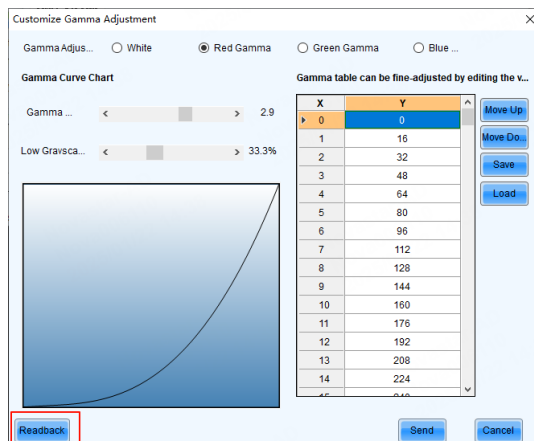 Customize Gamma Adjustment
Gamma Adjus... White Red Gamma Green Gamma Blue ...
Gamma Curve Chart
Gamma table can be fine-adjusted by editing the v...
Gamma ... 2.9
Low Graysca... 33.3%
X Y
0 0
1 16
2 32
3 48
4 64
5 80
6 96
7 112
8 128
9 144
10 160
11 176
12 192
13 208
14 224
Move Up
Move Do...
Save
Load
Readback
Send
Cancel